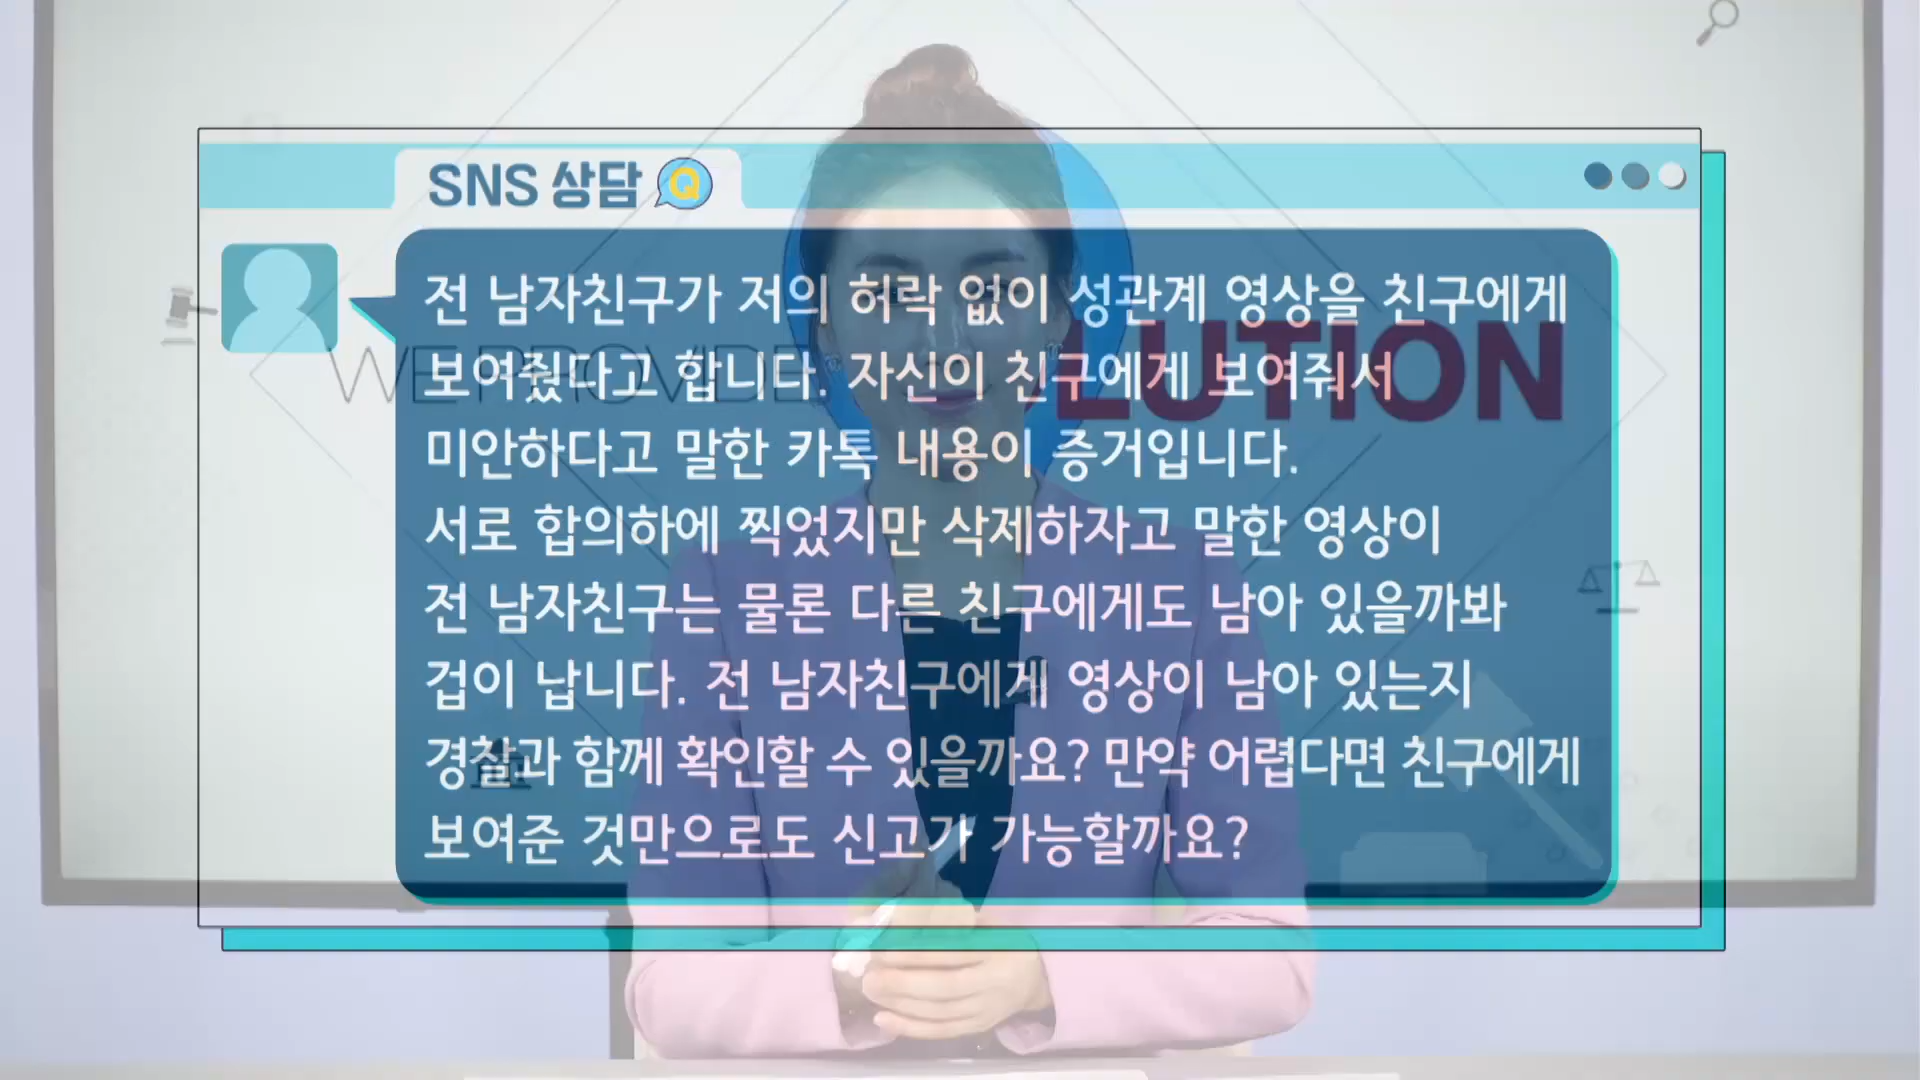 SNS 상담 Q
전 남자친구가 저의 허락 없이 성관계 영상을 친구에게
보여줬다고 합니다. 자신이 친구에게 보여줘서
미안하다고 말한 카톡 내용이 증거입니다.
서로 합의하에 찍었지만 삭제하자고 말한 영상이
전 남자친구는 물론 다른 친구에게도 남아 있을까봐
겁이 납니다. 전 남자친구에게 영상이 남아 있는지
경찰과 함께 확인할 수 있을까요? 만약 어렵다면 친구에게
보여준 것만으로도 신고가 가능할까요?
WE PROVIDE LUTION